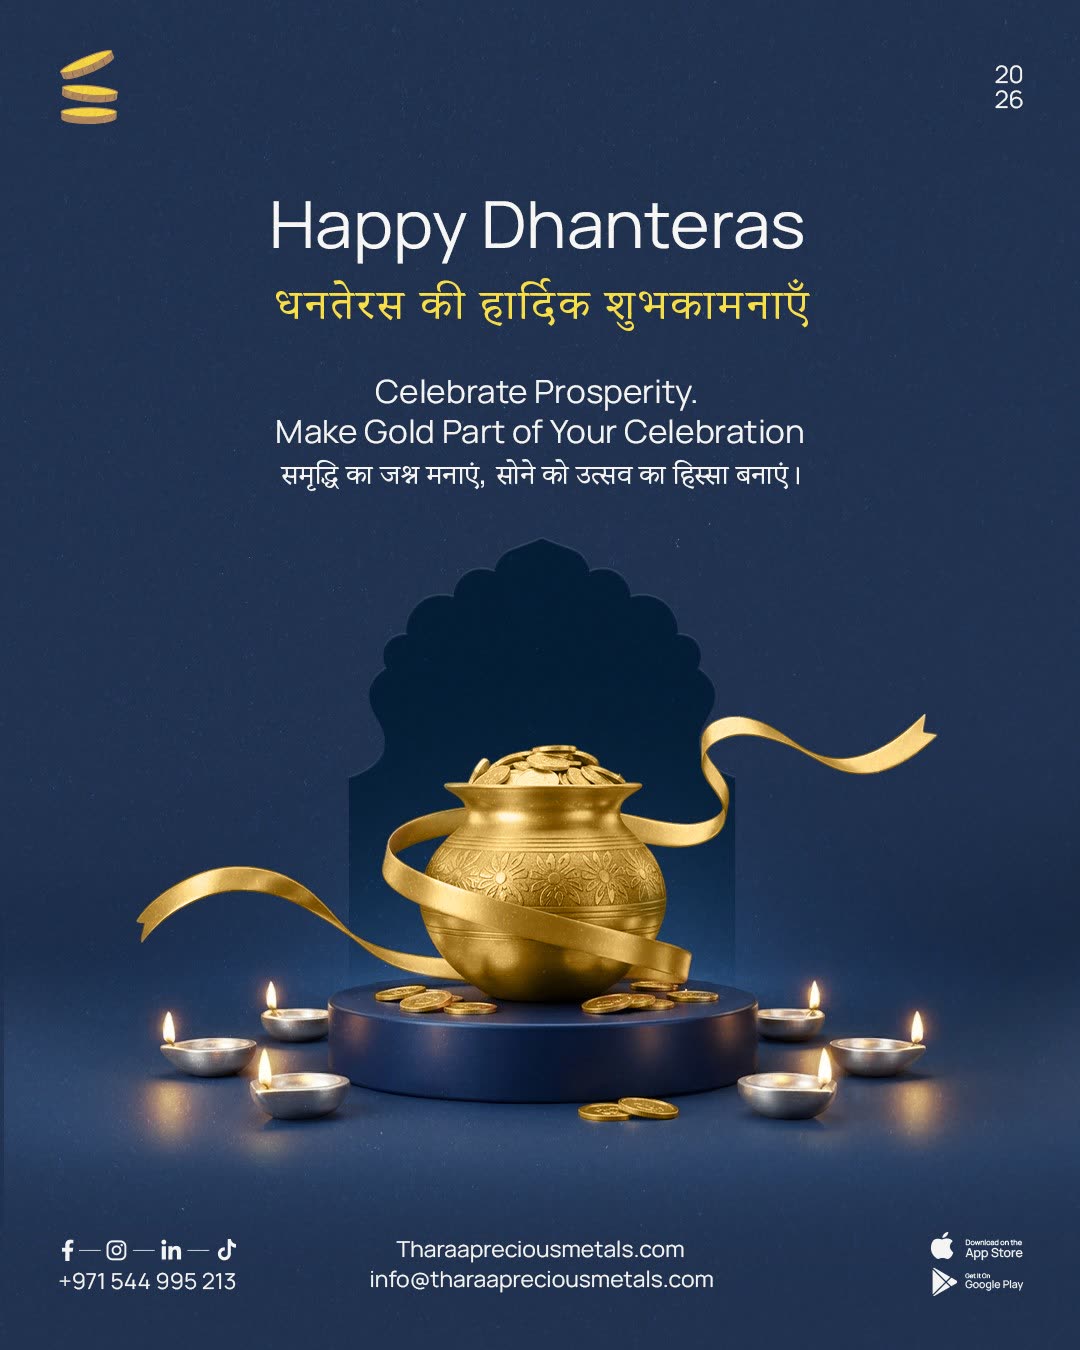 20
26
Happy Dhanteras
धनतेरस की हार्दिक शुभकामनाएँ
Celebrate Prosperity.
Make Gold Part of Your Celebration
समृद्धि का जश्न मनाएं, सोने को उत्सव का हिस्सा बनाएं।
+971 544 995 213
Tharaapreciousmetals.com
info@tharaapreciousmetals.com
Download on the
App Store
Get It On
Google Play